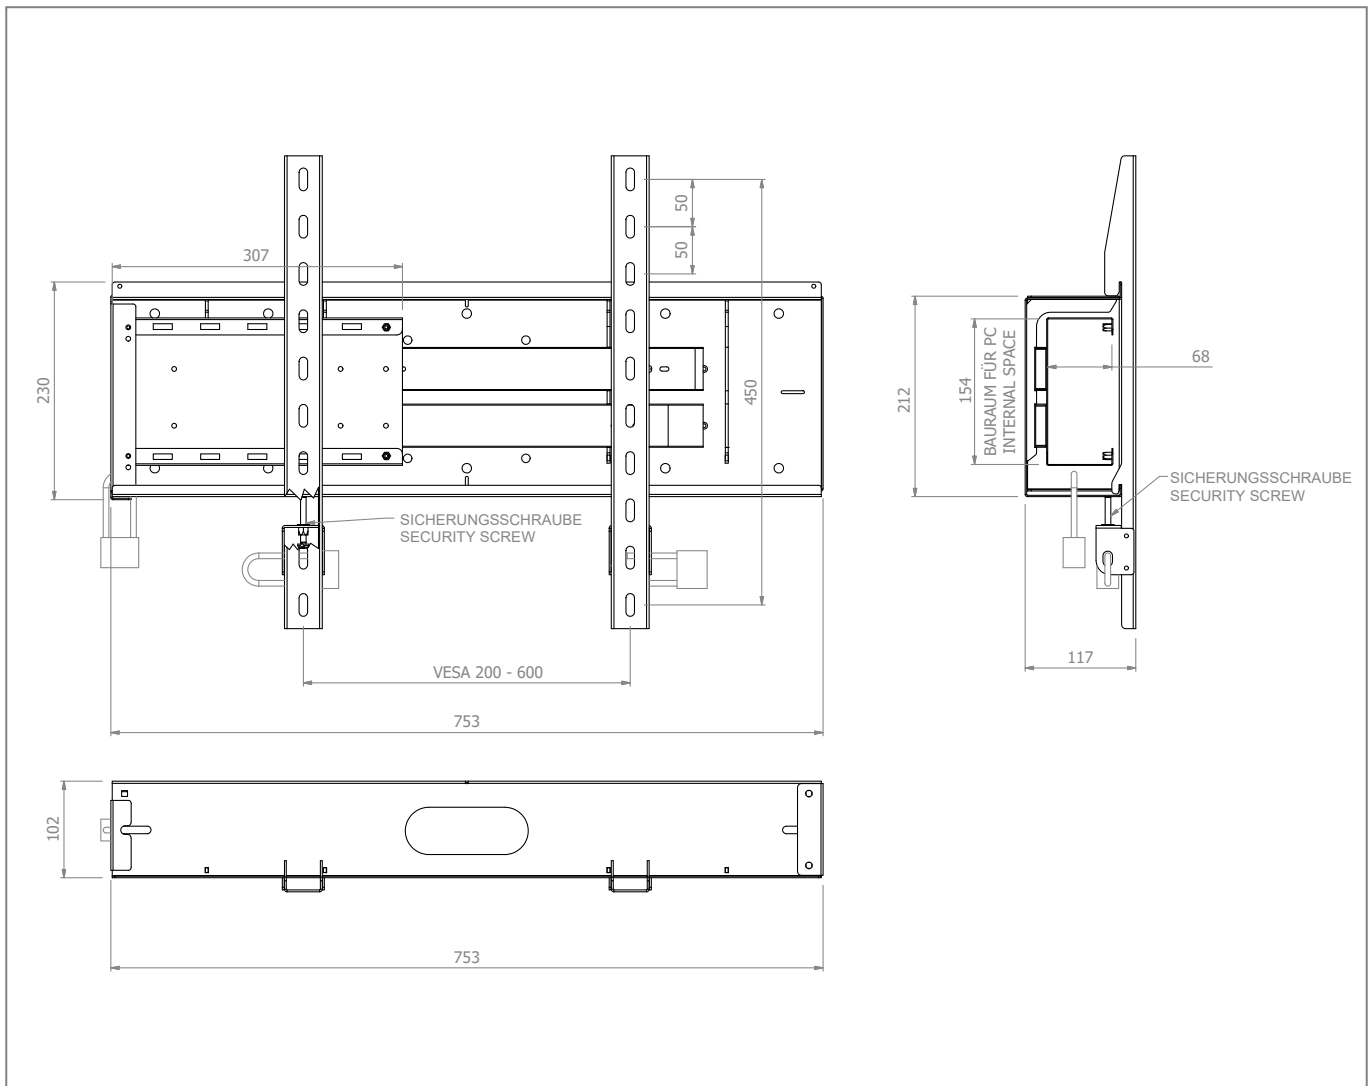 50
50
307
450
230
SICHERUNGSSCHRAUBE
SECURITY SCREW
VESA 200 - 600
753
212
154
BAURAUM FÜR PC
INTERNAL SPACE
68
SICHERUNGSSCHRAUBE
SECURITY SCREW
117
102
753